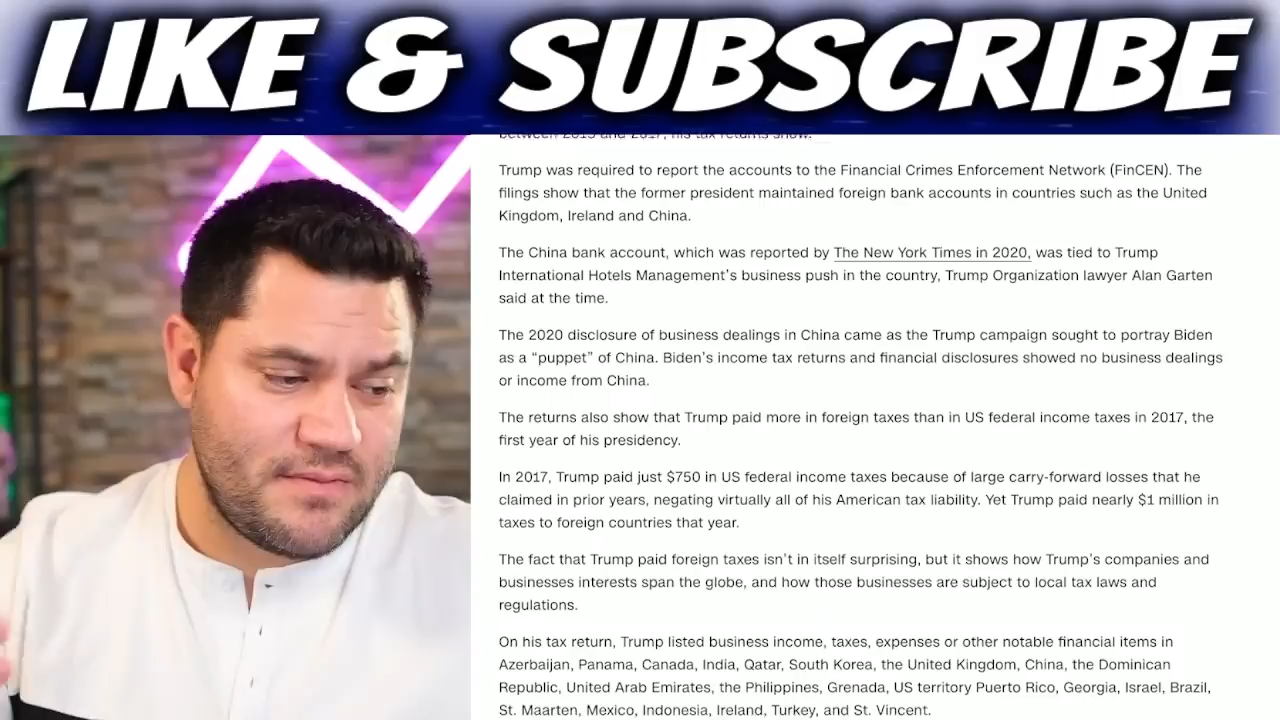 LIKE & SUBSCRIBE
between 2015 and 2017, his tax returns show.
Trump was required to report the accounts to the Financial Crimes Enforcement Network (FinCEN). The
filings show that the former president maintained foreign bank accounts in countries such as the United
Kingdom, Ireland and China.
The China bank account, which was reported by The New York Times in 2020, was tied to Trump
International Hotels Management's business push in the country, Trump Organization lawyer Alan Garten
said at the time.
The 2020 disclosure of business dealings in China came as the Trump campaign sought to portray Biden
as a “puppet” of China. Biden's income tax returns and financial disclosures showed no business dealings
or income from China.
The returns also show that Trump paid more in foreign taxes than in US federal income taxes in 2017, the
first year of his presidency.
In 2017, Trump paid just $750 in US federal income taxes because of large carry-forward losses that he
claimed in prior years, negating virtually all of his American tax liability. Yet Trump paid nearly $1 million in
taxes to foreign countries that year.
The fact that Trump paid foreign taxes isn't in itself surprising, but it shows how Trump's companies and
businesses interests span the globe, and how those businesses are subject to local tax laws and
regulations.
On his tax return, Trump listed business income, taxes, expenses or other notable financial items in
Azerbaijan, Panama, Canada, India, Qatar, South Korea, the United Kingdom, China, the Dominican
Republic, United Arab Emirates, the Philippines, Grenada, US territory Puerto Rico, Georgia, Israel, Brazil,
St. Maarten, Mexico, Indonesia, Ireland, Turkey, and St. Vincent.